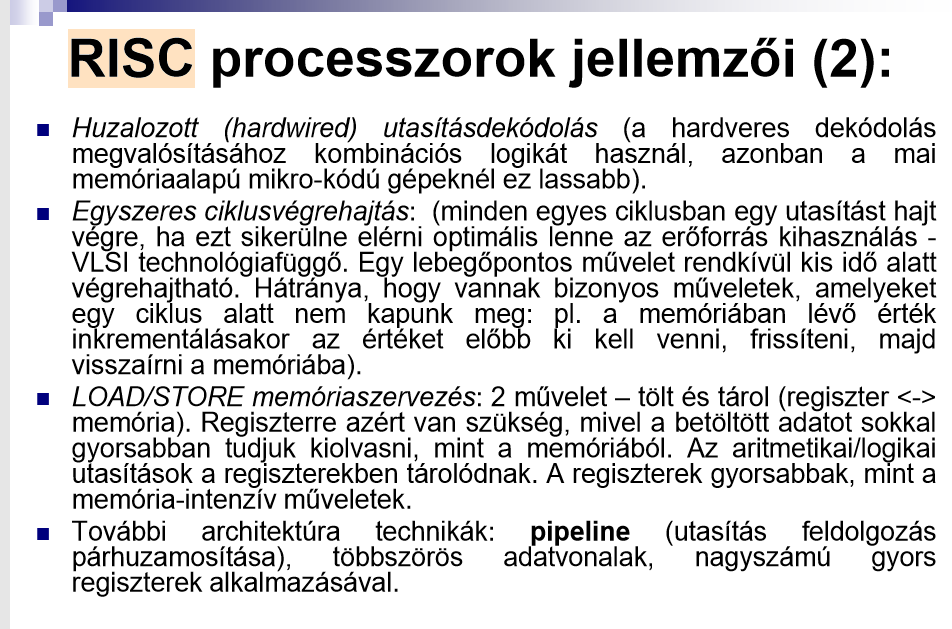 RISC processzorok jellemzői (2):
Huzalozott (hardwired) utasításdekódolás (a hardveres dekódolás
megvalósításához kombinációs logikát használ, azonban a mai
memóriaalapú mikro-kódú gépeknél ez lassabb).
Egyszeres ciklusvégrehajtás: (minden egyes ciklusban egy utasítást hajt
végre, ha ezt sikerülne elérni optimális lenne az erőforrás kihasználás -
VLSI technológiafüggő. Egy lebegőpontos művelet rendkívül kis idő alatt
végrehajtható. Hátránya, hogy vannak bizonyos műveletek, amelyeket
egy ciklus alatt nem kapunk meg: pl. a memóriában lévő érték
inkrementálásakor az értéket előbb ki kell venni, frissíteni, majd
visszaírni a memóriába).
LOAD/STORE memóriaszervezés: 2 művelet – tölt és tárol (regiszter <->
memória). Regiszterre azért van szükség, mivel a betöltött adatot sokkal
gyorsabban tudjuk kiolvasni, mint a memóriából. Az aritmetikai/logikai
utasítások a regiszterekben tárolódnak. A regiszterek gyorsabbak, mint a
memória-intenzív műveletek.
További architektúra technikák: pipeline (utasítás feldolgozás
párhuzamosítása), többszörös adatvonalak, nagyszámú gyors
regiszterek alkalmazásával.